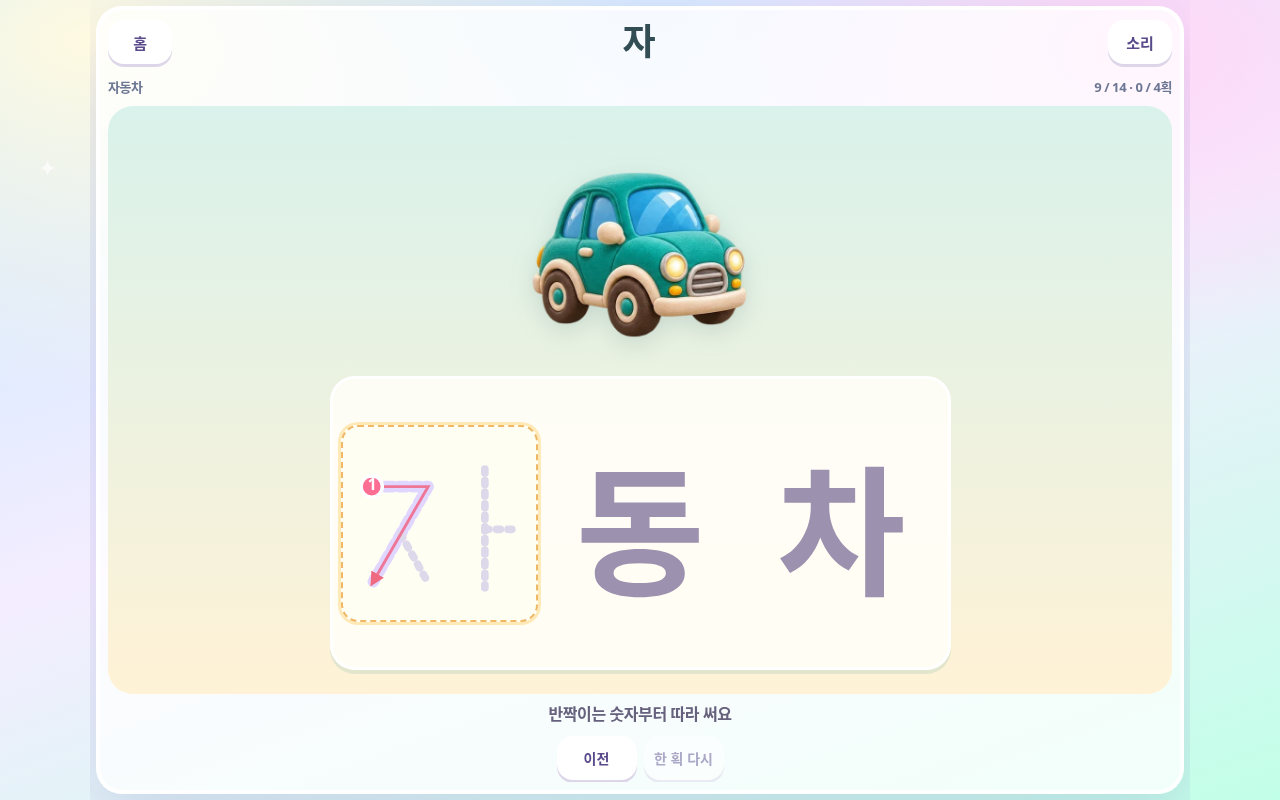 홈
자
소리
자동차
9 / 14 · 0 / 4획
1
자 동 차
반짝이는 숫자부터 따라 써요
이전
한 획 다시